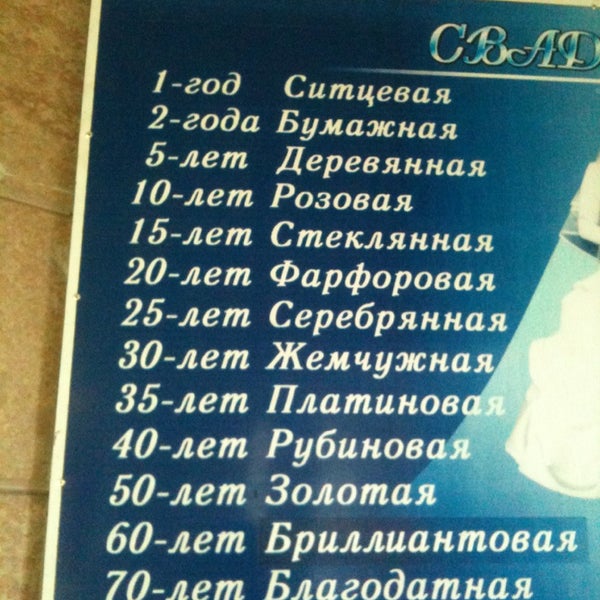 СВАД
1-год Ситцевая
2-года Бумажная
5-лет Деревянная
10-лет Розовая
15-лет Стеклянная
20-лет Фарфоровая
25-лет Серебрянная
30-лет Жемчужная
35-лет Платиновая
40-лет Рубиновая
50-лет Золотая
60-лет Бриллиантовая
70-лет Благодатная